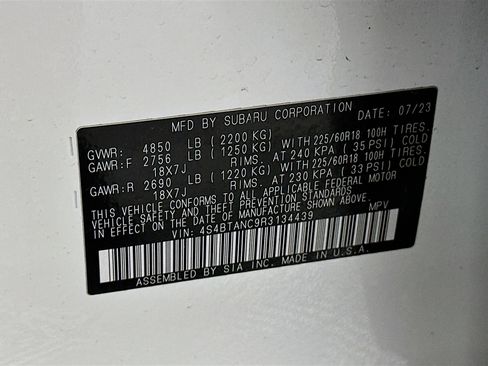 MFD BY SUBARU CORPORATION DATE: 07/23
GVWR: 4850 LB (2200 KG)
GAWR:F 2756 LB (1250 KG) WITH 225/60R18 100H TIRES.
18X7J RIMS. AT 240 KPA (35 PSI) COLD
GAWR:R 2690 LB (1220 KG) WITH 225/60R18 100H TIRES.
18X7J RIMS. AT 230 KPA (33 PSI) COLD
THIS VEHICLE CONFORMS TO ALL APPLICABLE FEDERAL MOTOR
VEHICLE SAFETY AND THEFT PREVENTION STANDARDS
IN EFFECT ON THE DATE OF MANUFACTURE SHOWN ABOVE.
VIN: 4S4BTANC9R3134439 MPV
ASSEMBLED BY SIA INC. MADE IN U.S.A.